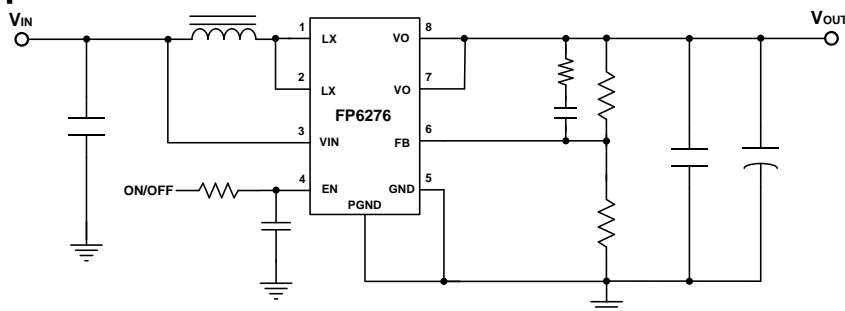 VIN
VOUT
1
LX
VO
8
2
LX
VO
7
FP6276
3
VIN
FB
6
ON/OFF
4
EN
GND
5
PGND